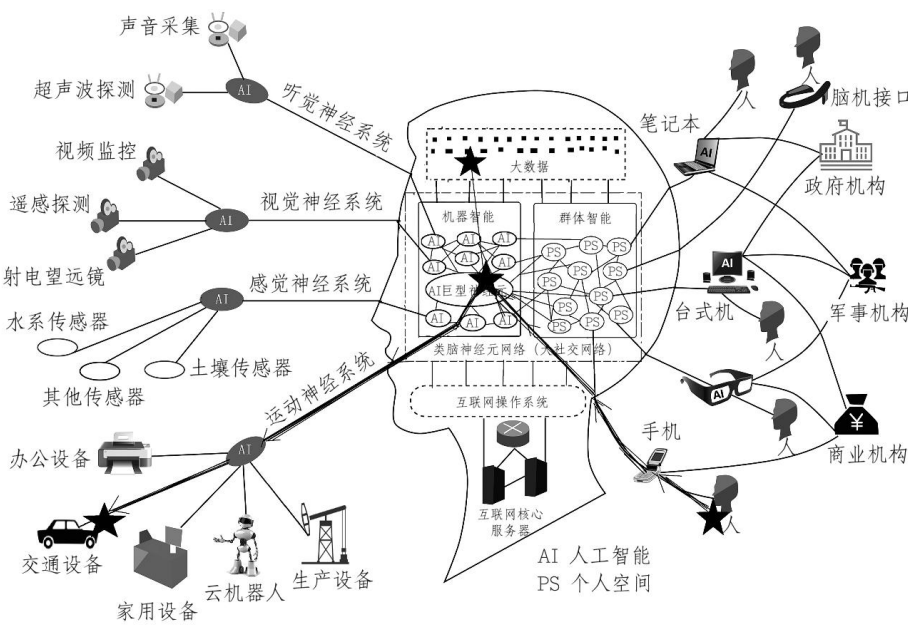 声音采集
超声波探测
AI
听觉神经系统
视频监控
遥感探测
射电望远镜
AI
视觉神经系统
水系传感器
其他传感器
土壤传感器
AI
感觉神经系统
运动神经系统
AI
办公设备
交通设备
家用设备
云机器人
生产设备
大数据
机器智能
AI
AI
AI
AI
AI
AI
AI巨型神经元
AI
AI
AI
群体智能
PS
PS
PS
PS
PS
PS
PS
PS
PS
PS
PS
类脑神经元网络（大社交网络）
互联网操作系统
互联网核心
服务器
AI 人工智能
PS 个人空间
笔记本
AI
人
人
脑机接口
政府机构
AI
台式机
人
军事机构
AI
人
商业机构
手机
人